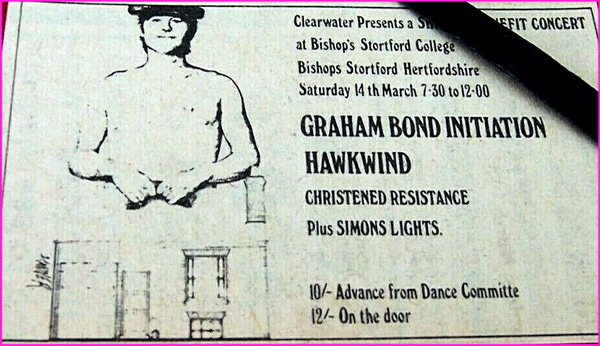 Clearwater Presents a EFIT CONCERT
at Bishop's Stortford College
Bishops Stortford Hertfordshire
Saturday 14th March 7·30 to 12·00
GRAHAM BOND INITIATION
HAWKWIND
CHRISTENED RESISTANCE
Plus SIMONS LIGHTS.
10/- Advance from Dance Committe
12/- On the door